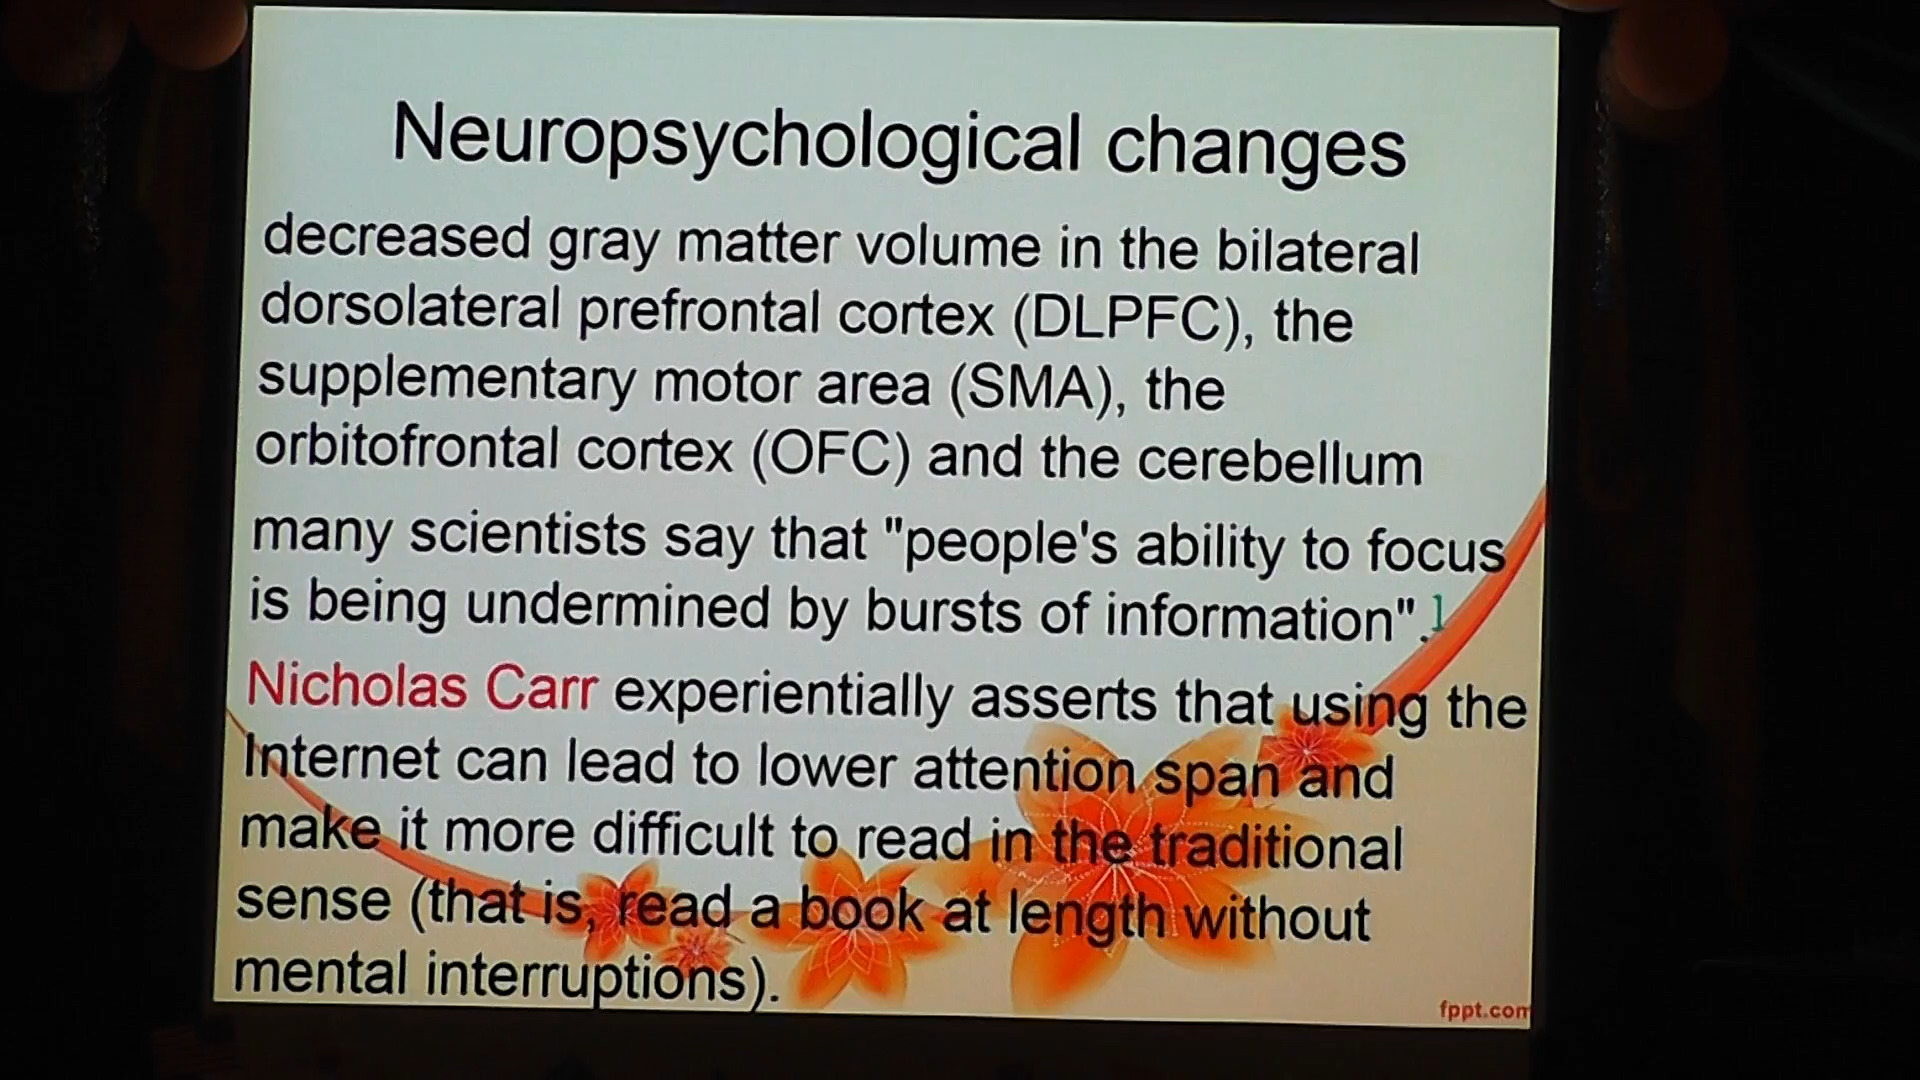 Neuropsychological changes
decreased gray matter volume in the bilateral
dorsolateral prefrontal cortex (DLPFC), the
supplementary motor area (SMA), the
orbitofrontal cortex (OFC) and the cerebellum
many scientists say that "people's ability to focus
is being undermined by bursts of information".1
Nicholas Carr experientially asserts that using the
Internet can lead to lower attention span and
make it more difficult to read in the traditional
sense (that is, read a book at length without
mental interruptions).
fppt.com